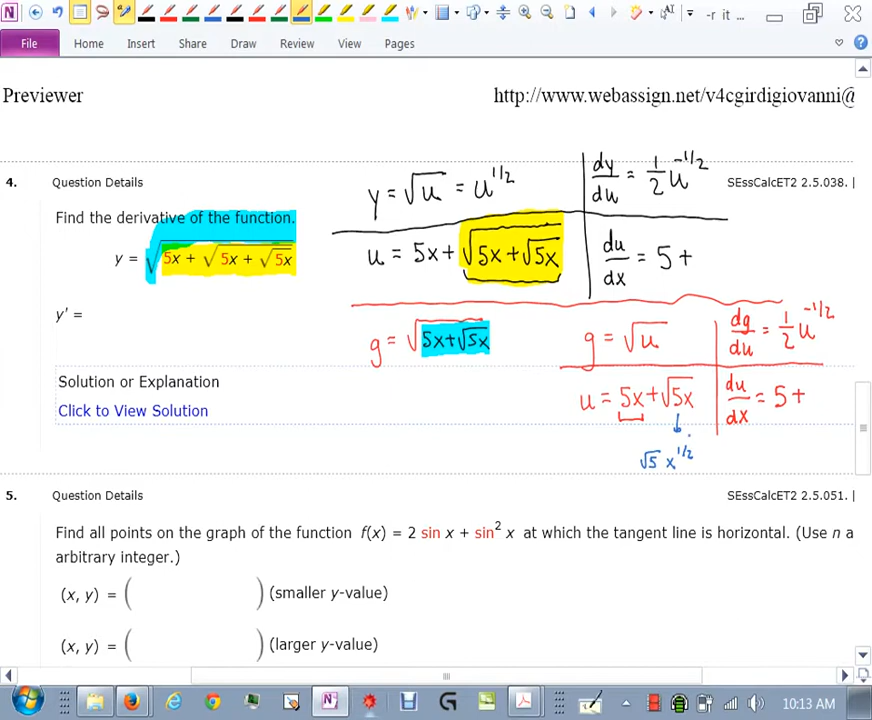 -r it ...
File Home Insert Share Draw Review View Pages
Previewer http://www.webassign.net/v4cgirdigiovanni@
4. Question Details SEssCalcET2 2.5.038. |
y = √u = u^1/2 dy/du = 1/2 u^-1/2
Find the derivative of the function.
y = √(5x + √(5x + √(5x)))
u = 5x + √(5x+√5x) du/dx = 5 +
y' =
g = √(5x+√5x) g = √u dg/du = 1/2 u^-1/2
Solution or Explanation
Click to View Solution
u = 5x+√5x du/dx = 5+
√5 x^1/2
5. Question Details SEssCalcET2 2.5.051. |
Find all points on the graph of the function f(x) = 2 sin x + sin² x at which the tangent line is horizontal. (Use n a
arbitrary integer.)
(x, y) = ( ) (smaller y-value)
(x, y) = ( ) (larger y-value)
10:13 AM